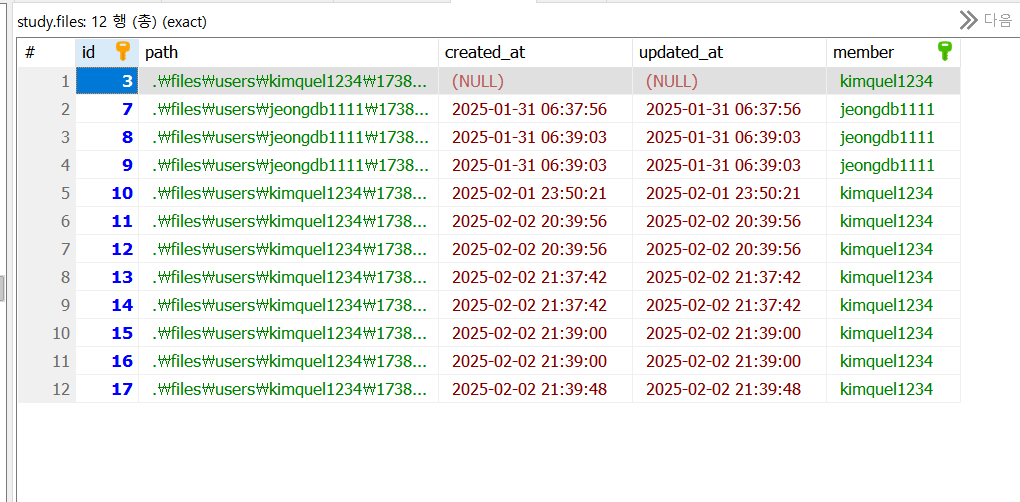 study.files: 12 행 (총) (exact) 다음
# id path created_at updated_at member
1 3 .₩files₩users₩kimquel1234₩1738... (NULL) (NULL) kimquel1234
2 7 .₩files₩users₩jeongdb1111₩1738... 2025-01-31 06:37:56 2025-01-31 06:37:56 jeongdb1111
3 8 .₩files₩users₩jeongdb1111₩1738... 2025-01-31 06:39:03 2025-01-31 06:39:03 jeongdb1111
4 9 .₩files₩users₩jeongdb1111₩1738... 2025-01-31 06:39:03 2025-01-31 06:39:03 jeongdb1111
5 10 .₩files₩users₩kimquel1234₩1738... 2025-02-01 23:50:21 2025-02-01 23:50:21 kimquel1234
6 11 .₩files₩users₩kimquel1234₩1738... 2025-02-02 20:39:56 2025-02-02 21:39:56 kimquel1234
7 12 .₩files₩users₩kimquel1234₩1738... 2025-02-02 20:39:56 2025-02-02 20:39:56 kimquel1234
8 13 .₩files₩users₩kimquel1234₩1738... 2025-02-02 21:37:42 2025-02-02 21:37:42 kimquel1234
9 14 .₩files₩users₩kimquel1234₩1738... 2025-02-02 21:37:42 2025-02-02 21:37:42 kimquel1234
10 15 .₩files₩users₩kimquel1234₩1738... 2025-02-02 21:39:00 2025-02-02 21:39:00 kimquel1234
11 16 .₩files₩users₩kimquel1234₩1738... 2025-02-02 21:39:00 2025-02-02 21:39:00 kimquel1234
12 17 .₩files₩users₩kimquel1234₩1738... 2025-02-02 21:39:48 2025-02-02 21:39:48 kimquel1234